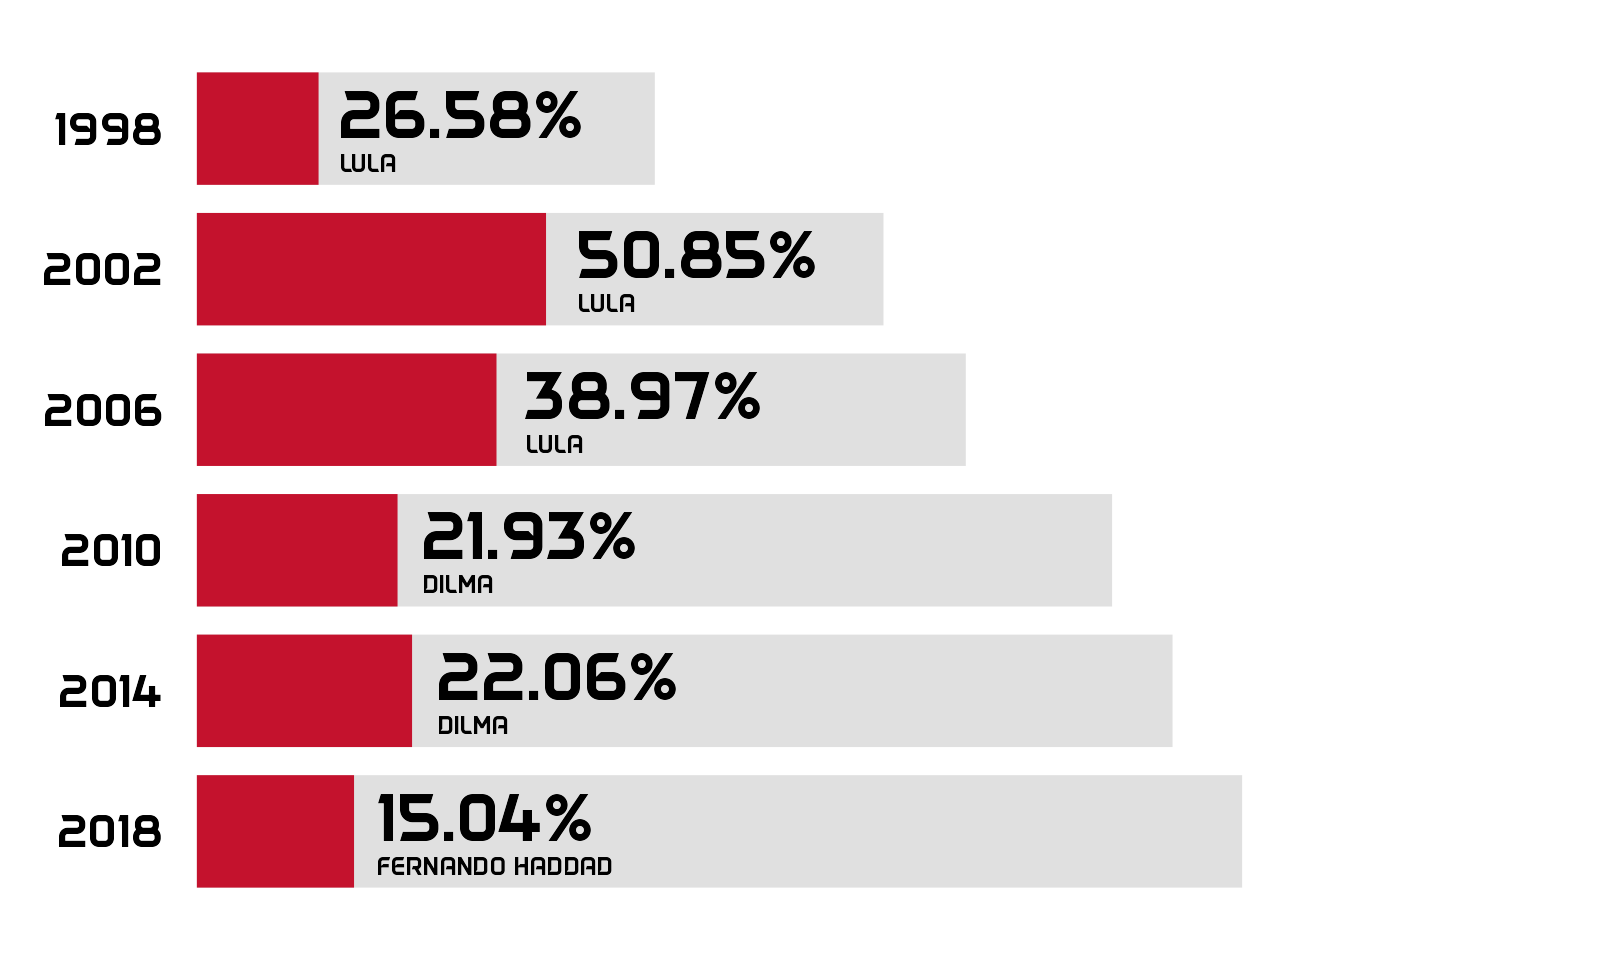 1998
26.58%
LULA
2002
50.85%
LULA
2006
38.97%
LULA
2010
21.93%
DILMA
2014
22.06%
DILMA
2018
15.04%
FERNANDO HADDAD